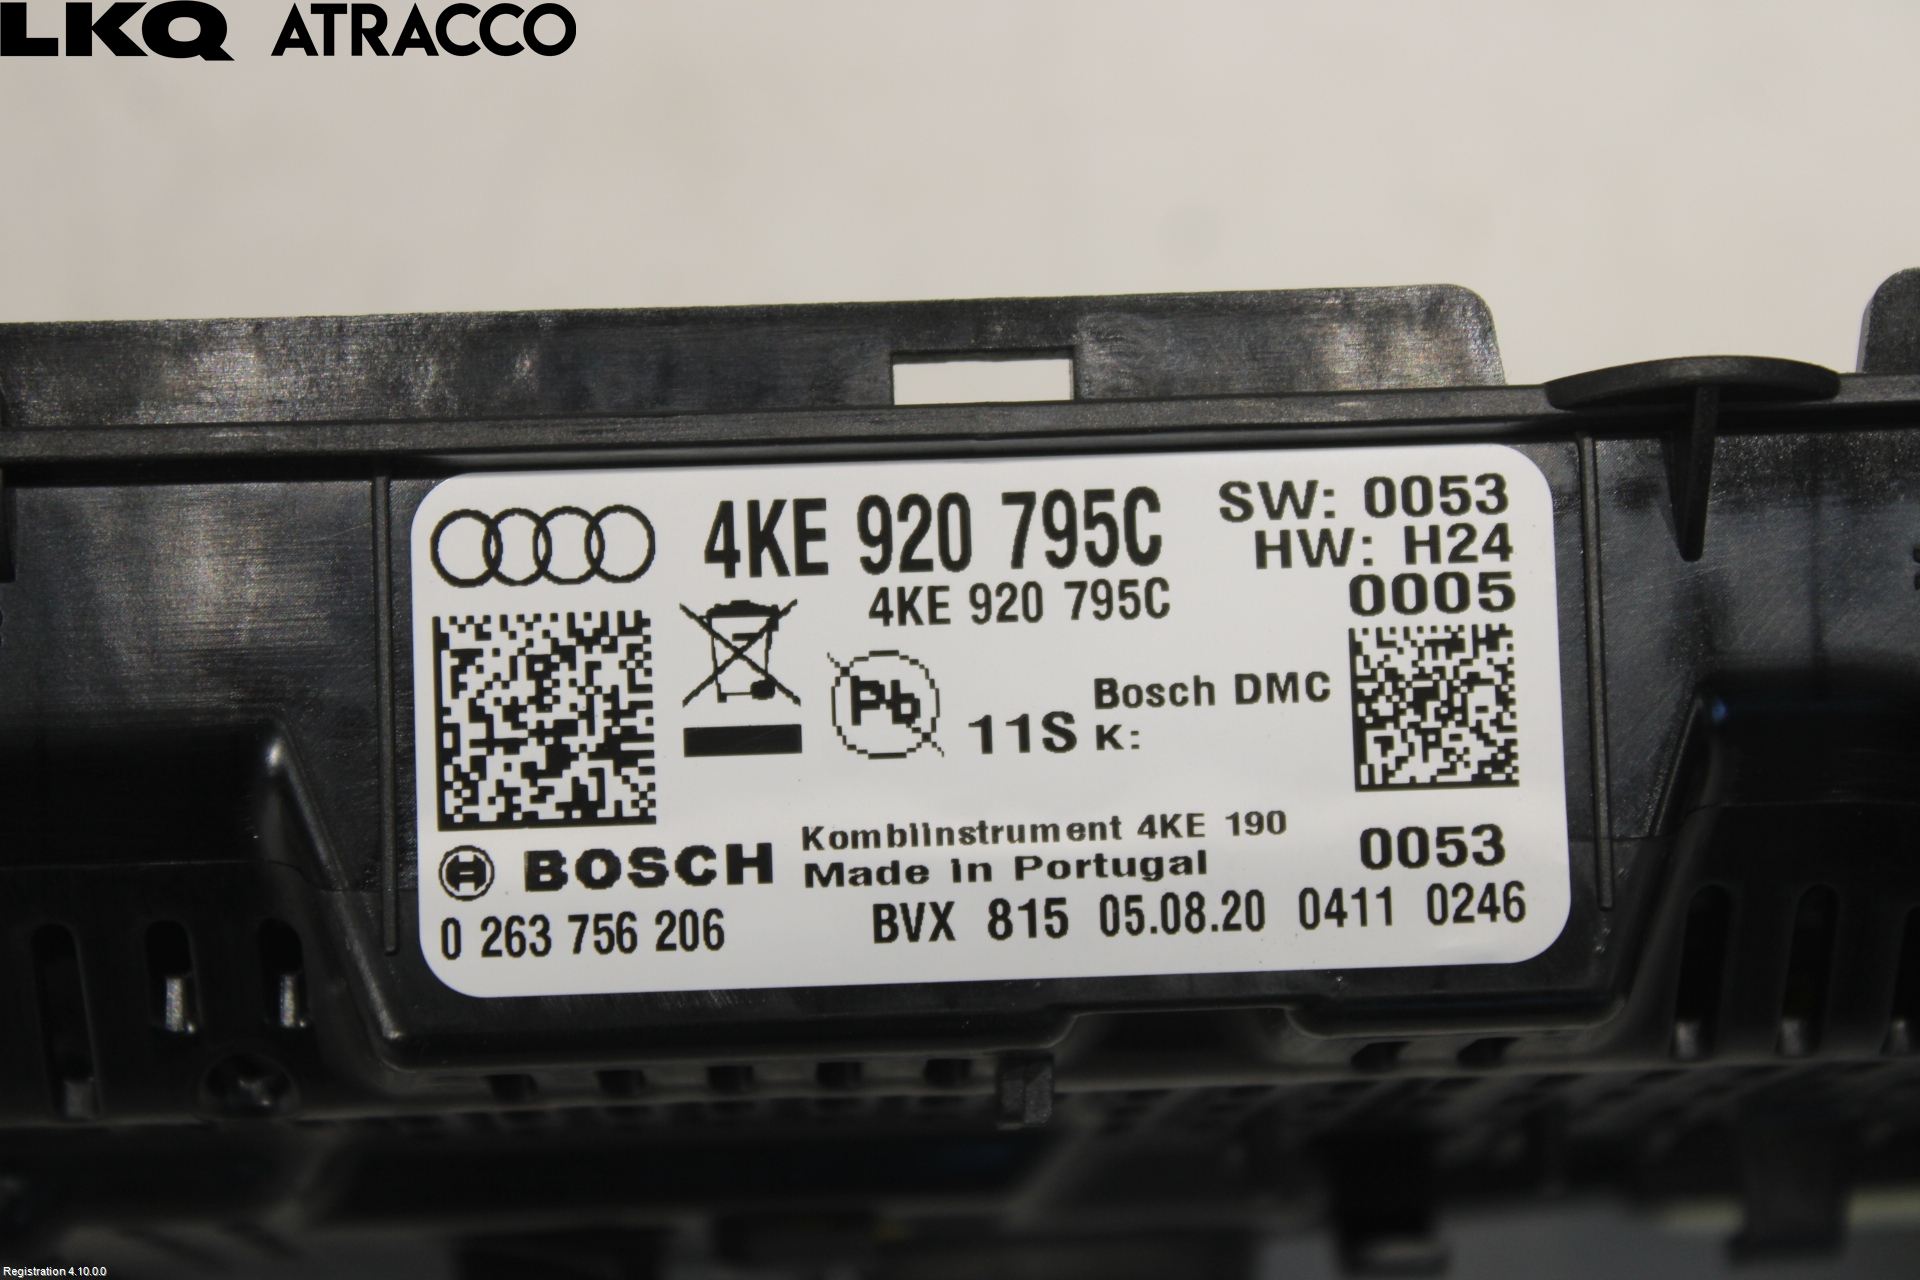 LKQ ATRACCO
4KE 920 795C
4KE 920 795C
SW: 0053
HW: H24
0005
Pb
11S
Bosch DMC
K:
BOSCH
0 263 756 206
Kombiinstrument 4KE 190
Made in Portugal
0053
BVX 815 05.08.20 0411 0246
Registration 4.10.0.0